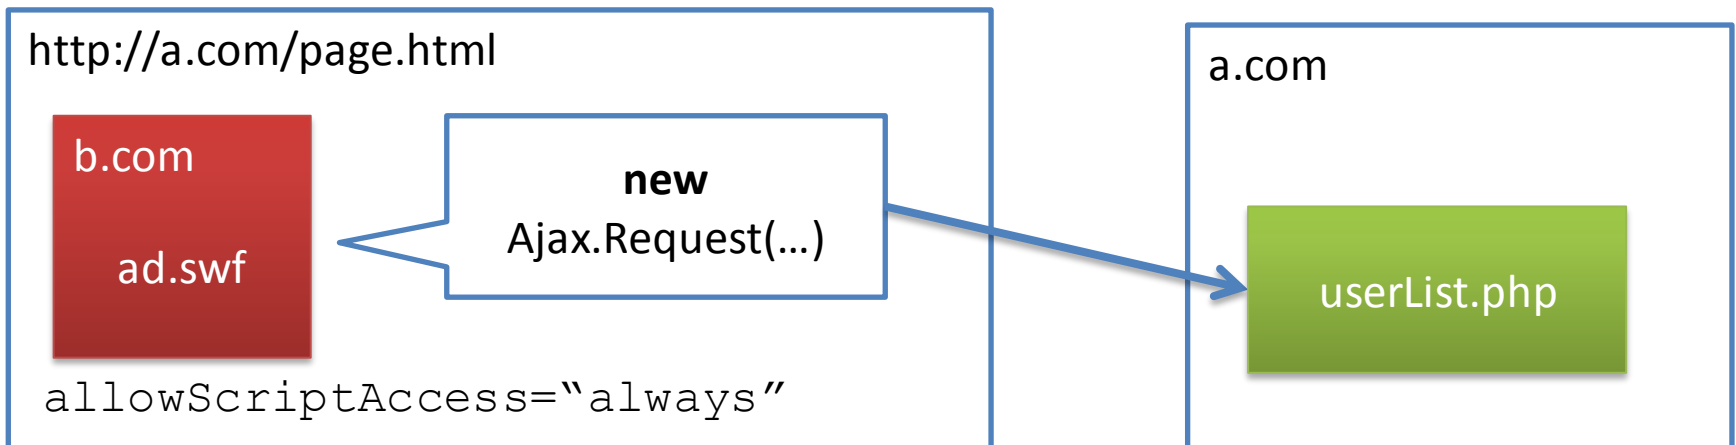 http://a.com/page.html
b.com
ad.swf
new
Ajax.Request(…)
allowScriptAccess=“always”
a.com
userList.php